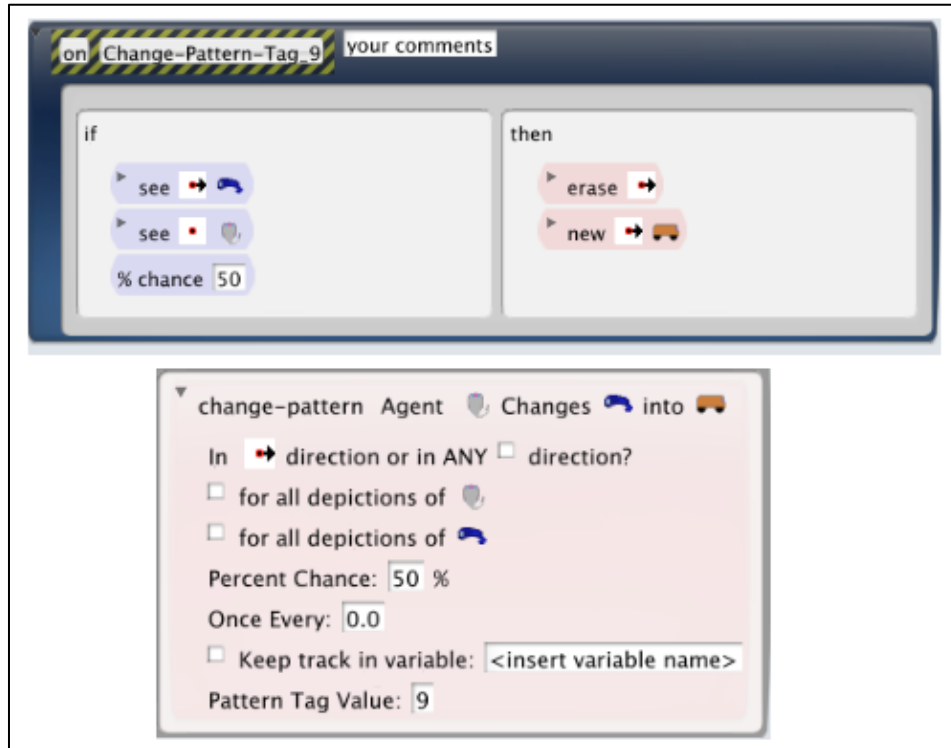 on Change-Pattern-Tag_9 your comments
if
see
see
% chance 50
then
erase
new
change-pattern Agent Changes into
In direction or in ANY direction?
for all depictions of
for all depictions of
Percent Chance: 50 %
Once Every: 0.0
Keep track in variable: <insert variable name>
Pattern Tag Value: 9